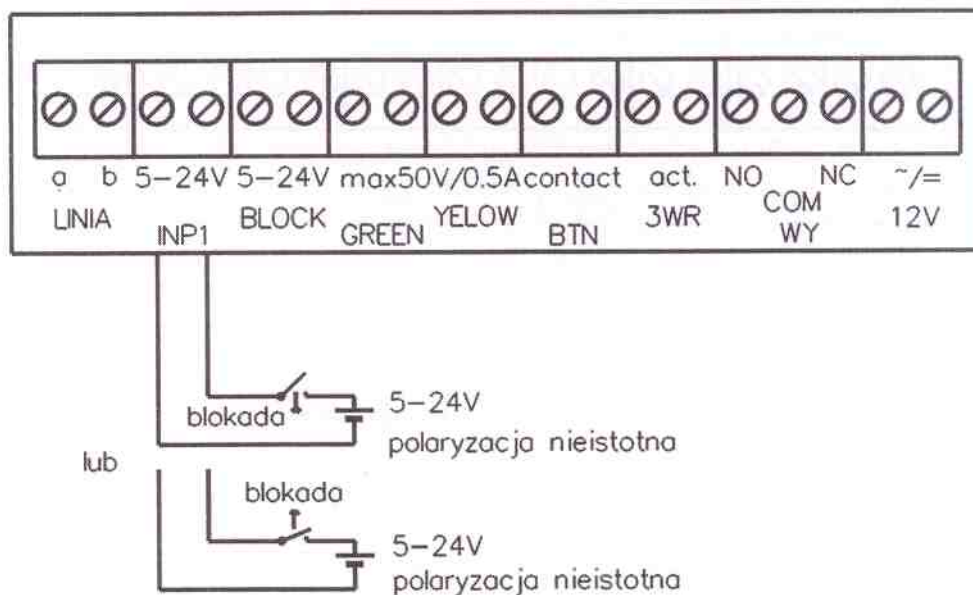 a b 5-24V 5-24V max50V/0.5A contact act. NO NC ~/=
LINIA BLOCK YELOW 3WR COM 12V
INP1 GREEN BTN WY
blokada
5-24V
polaryzacja nieistotna
lub
blokada
5-24V
polaryzacja nieistotna